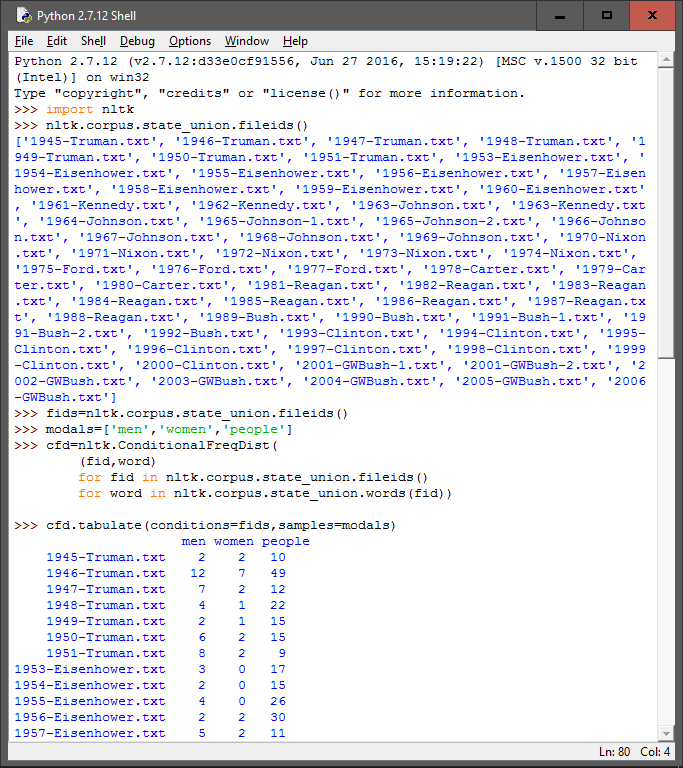 Python 2.7.12 Shell
File Edit Shell Debug Options Window Help
Python 2.7.12 (v2.7.12:d33e0cf91556, Jun 27 2016, 15:19:22) [MSC v.1500 32 bit
(Intel)] on win32
Type "copyright", "credits" or "license()" for more information.
>>> import nltk
>>> nltk.corpus.state_union.fileids()
['1945-Truman.txt', '1946-Truman.txt', '1947-Truman.txt', '1948-Truman.txt', '1
949-Truman.txt', '1950-Truman.txt', '1951-Truman.txt', '1953-Eisenhower.txt', '
1954-Eisenhower.txt', '1955-Eisenhower.txt', '1956-Eisenhower.txt', '1957-Eisen
hower.txt', '1958-Eisenhower.txt', '1959-Eisenhower.txt', '1960-Eisenhower.txt'
, '1961-Kennedy.txt', '1962-Kennedy.txt', '1963-Johnson.txt', '1963-Kennedy.txt
', '1964-Johnson.txt', '1965-Johnson-1.txt', '1965-Johnson-2.txt', '1966-Johnso
n.txt', '1967-Johnson.txt', '1968-Johnson.txt', '1969-Johnson.txt', '1970-Nixon
.txt', '1971-Nixon.txt', '1972-Nixon.txt', '1973-Nixon.txt', '1974-Nixon.txt',
'1975-Ford.txt', '1976-Ford.txt', '1977-Ford.txt', '1978-Carter.txt', '1979-Car
ter.txt', '1980-Carter.txt', '1981-Reagan.txt', '1982-Reagan.txt', '1983-Reagan
.txt', '1984-Reagan.txt', '1985-Reagan.txt', '1986-Reagan.txt', '1987-Reagan.tx
t', '1988-Reagan.txt', '1989-Bush.txt', '1990-Bush.txt', '1991-Bush-1.txt', '19
91-Bush-2.txt', '1992-Bush.txt', '1993-Clinton.txt', '1994-Clinton.txt', '1995-
Clinton.txt', '1996-Clinton.txt', '1997-Clinton.txt', '1998-Clinton.txt', '1999
-Clinton.txt', '2000-Clinton.txt', '2001-GWBush-1.txt', '2001-GWBush-2.txt', '2
002-GWBush.txt', '2003-GWBush.txt', '2004-GWBush.txt', '2005-GWBush.txt', '2006
-GWBush.txt']
>>> fids=nltk.corpus.state_union.fileids()
>>> modals=['men','women','people']
>>> cfd=nltk.ConditionalFreqDist(
(fid,word)
for fid in nltk.corpus.state_union.fileids()
for word in nltk.corpus.state_union.words(fid))
>>> cfd.tabulate(conditions=fids,samples=modals)
men women people
1945-Truman.txt 2 2 10
1946-Truman.txt 12 7 49
1947-Truman.txt 7 2 12
1948-Truman.txt 4 1 22
1949-Truman.txt 2 1 15
1950-Truman.txt 6 2 15
1951-Truman.txt 8 2 9
1953-Eisenhower.txt 3 0 17
1954-Eisenhower.txt 2 0 15
1955-Eisenhower.txt 4 0 26
1956-Eisenhower.txt 2 2 30
1957-Eisenhower.txt 5 2 11
Ln: 80 Col: 4